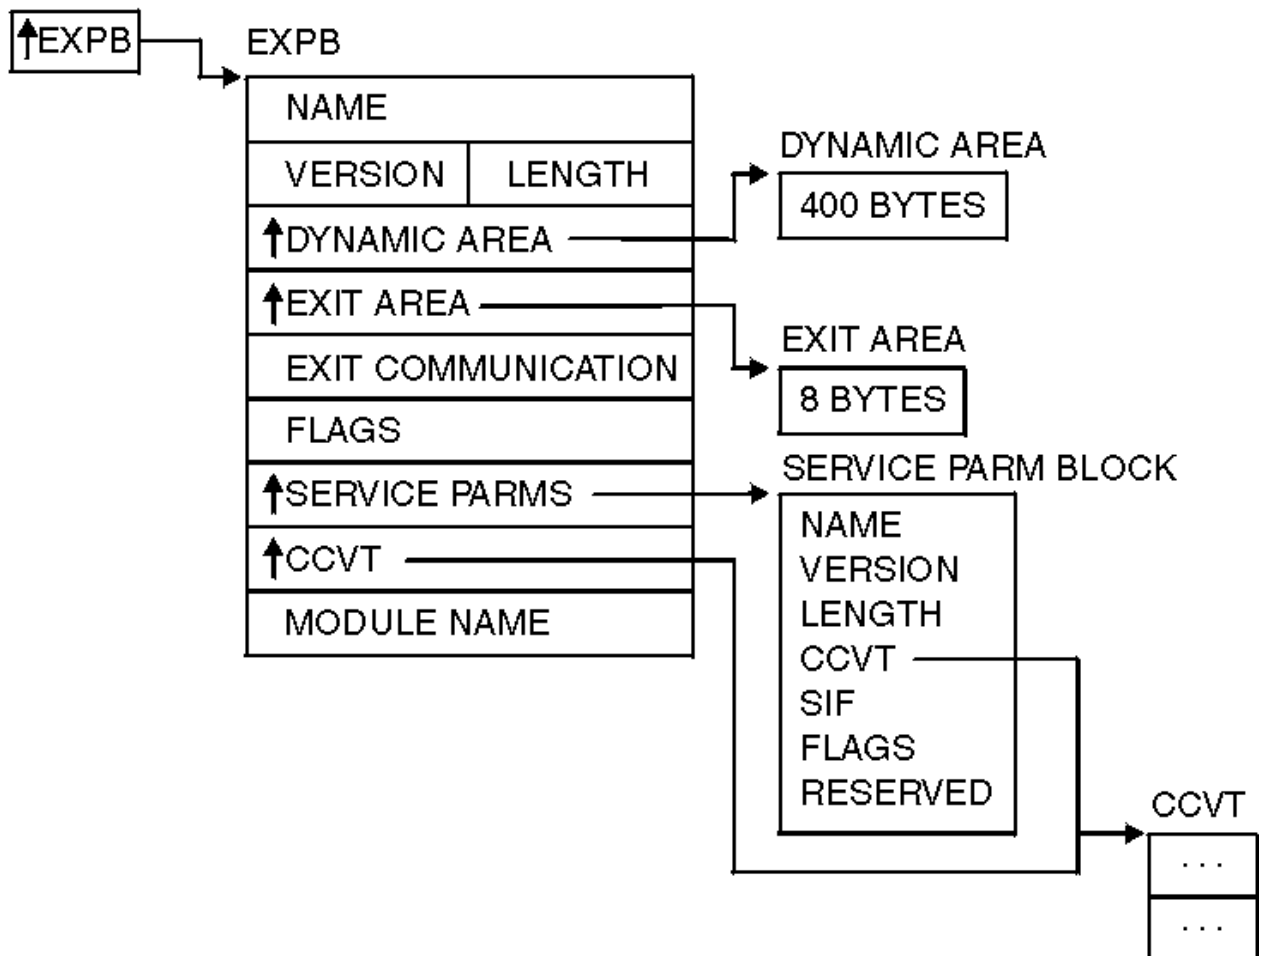 ↑EXPB
EXPB
NAME
VERSION LENGTH
↑DYNAMIC AREA
↑EXIT AREA
EXIT COMMUNICATION
FLAGS
↑SERVICE PARMS
↑CCVT
MODULE NAME
DYNAMIC AREA
400 BYTES
EXIT AREA
8 BYTES
SERVICE PARM BLOCK
NAME
VERSION
LENGTH
CCVT
SIF
FLAGS
RESERVED
CCVT
. . .
. . .